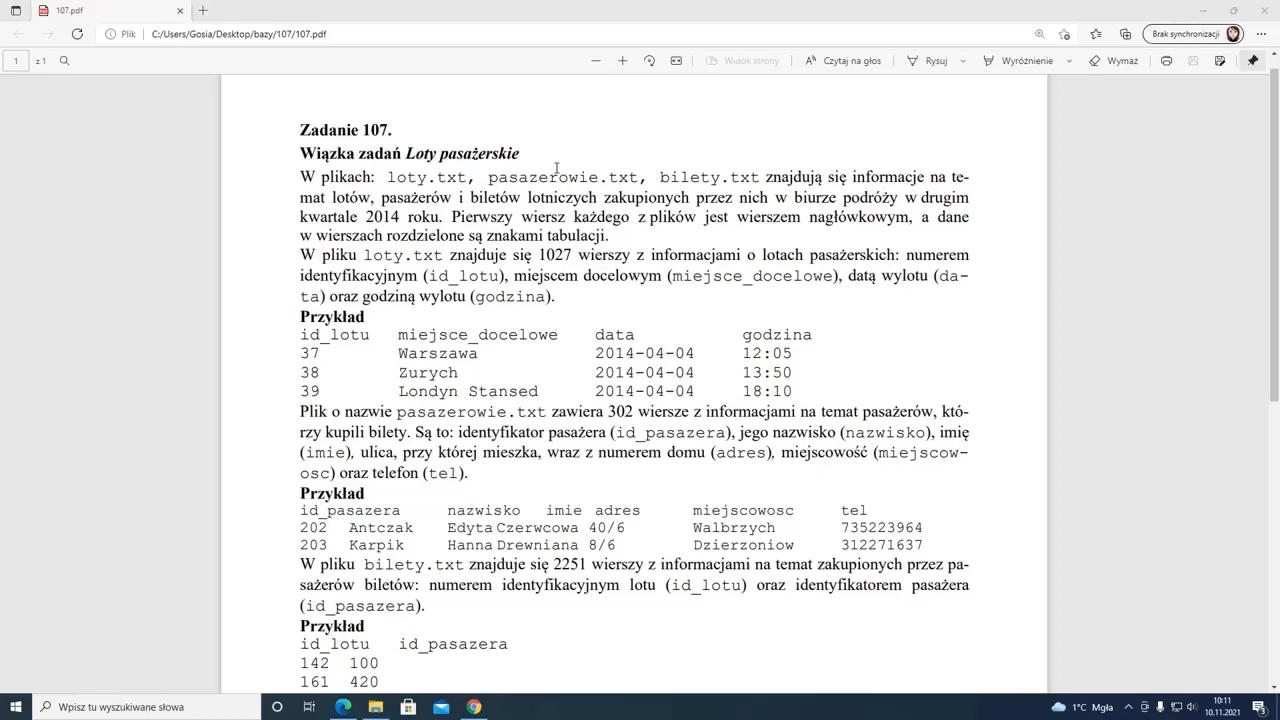 107.pdf
Plik C:/Users/Gosia/Desktop/bazy/107/107.pdf Brak synchronizacji
1 z 1 Widok strony Czytaj na głos Rysuj Wyróżnienie Wymaż
Zadanie 107.
Wiązka zadań Loty pasażerskie
W plikach: loty.txt, pasazerowie.txt, bilety.txt znajdują się informacje na te-
mat lotów, pasażerów i biletów lotniczych zakupionych przez nich w biurze podróży w drugim
kwartale 2014 roku. Pierwszy wiersz każdego z plików jest wierszem nagłówkowym, a dane
w wierszach rozdzielone są znakami tabulacji.
W pliku loty.txt znajduje się 1027 wierszy z informacjami o lotach pasażerskich: numerem
identyfikacyjnym (id_lotu), miejscem docelowym (miejsce_docelowe), datą wylotu (da-
ta) oraz godziną wylotu (godzina).
Przykład
id_lotu miejsce_docelowe data godzina
37 Warszawa 2014-04-04 12:05
38 Zurych 2014-04-04 13:50
39 Londyn Stansed 2014-04-04 18:10
Plik o nazwie pasazerowie.txt zawiera 302 wiersze z informacjami na temat pasażerów, któ-
rzy kupili bilety. Są to: identyfikator pasażera (id_pasazera), jego nazwisko (nazwisko), imię
(imie), ulica, przy której mieszka, wraz z numerem domu (adres), miejscowość (miejscow-
osc) oraz telefon (tel).
Przykład
id_pasazera nazwisko imie adres miejscowosc tel
202 Antczak Edyta Czerwcowa 40/6 Walbrzych 735223964
203 Karpik Hanna Drewniana 8/6 Dzierzoniow 312271637
W pliku bilety.txt znajduje się 2251 wierszy z informacjami na temat zakupionych przez pa-
sażerów biletów: numerem identyfikacyjnym lotu (id_lotu) oraz identyfikatorem pasażera
(id_pasazera).
Przykład
id_lotu id_pasazera
142 100
161 420
Wpisz tu wyszukiwane słowa 1°C Mgła 10:11
10.11.2021 3